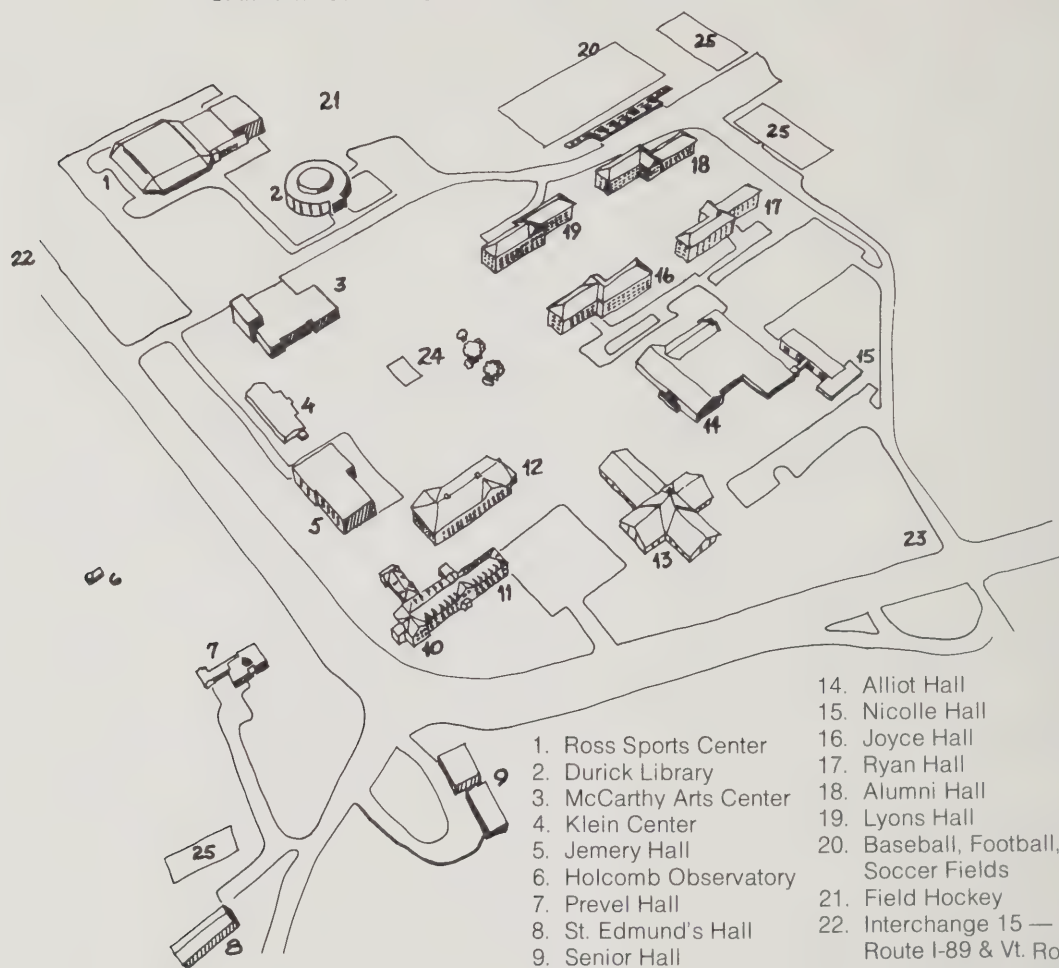 20
25
21
25
1
2
18
17
22
19
3
16
24
15
4
14
12
5
23
13
6
11
10
7
9
25
8
1. Ross Sports Center
2. Durick Library
3. McCarthy Arts Center
4. Klein Center
5. Jemery Hall
6. Holcomb Observatory
7. Prevel Hall
8. St. Edmund's Hall
9. Senior Hall
14. Alliot Hall
15. Nicolle Hall
16. Joyce Hall
17. Ryan Hall
18. Alumni Hall
19. Lyons Hall
20. Baseball, Football,
Soccer Fields
21. Field Hockey
22. Interchange 15 —
Route I-89 & Vt.